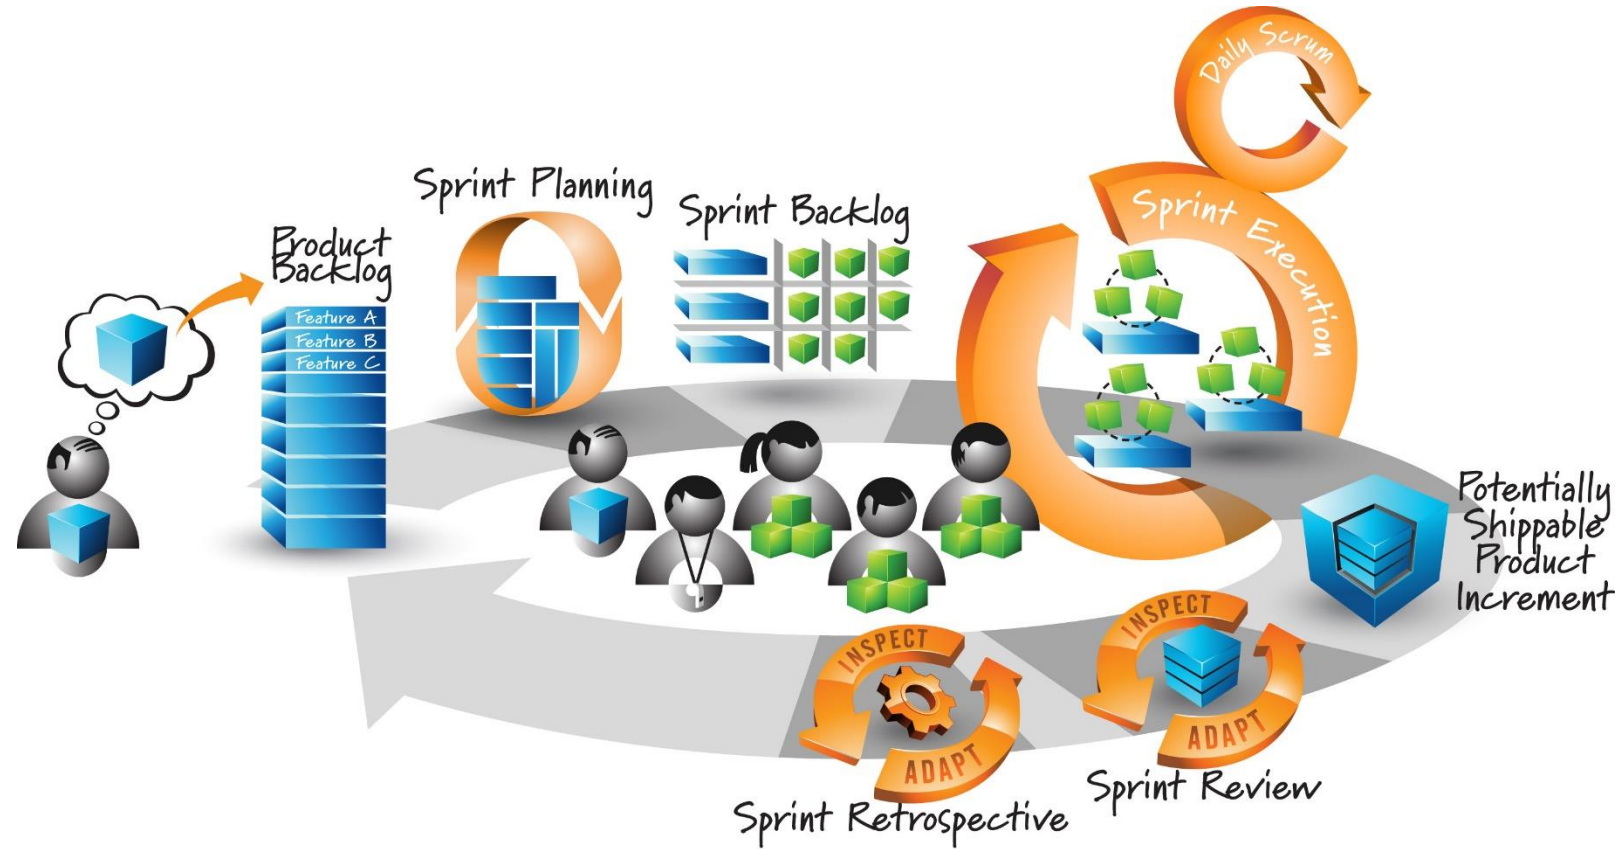 Daily Scrum
Sprint Planning
Sprint Backlog
Sprint Execution
Product
Backlog
Feature A
Feature B
Feature C
Potentially
Shippable
Product
Increment
INSPECT
ADAPT
Sprint Review
INSPECT
ADAPT
Sprint Retrospective